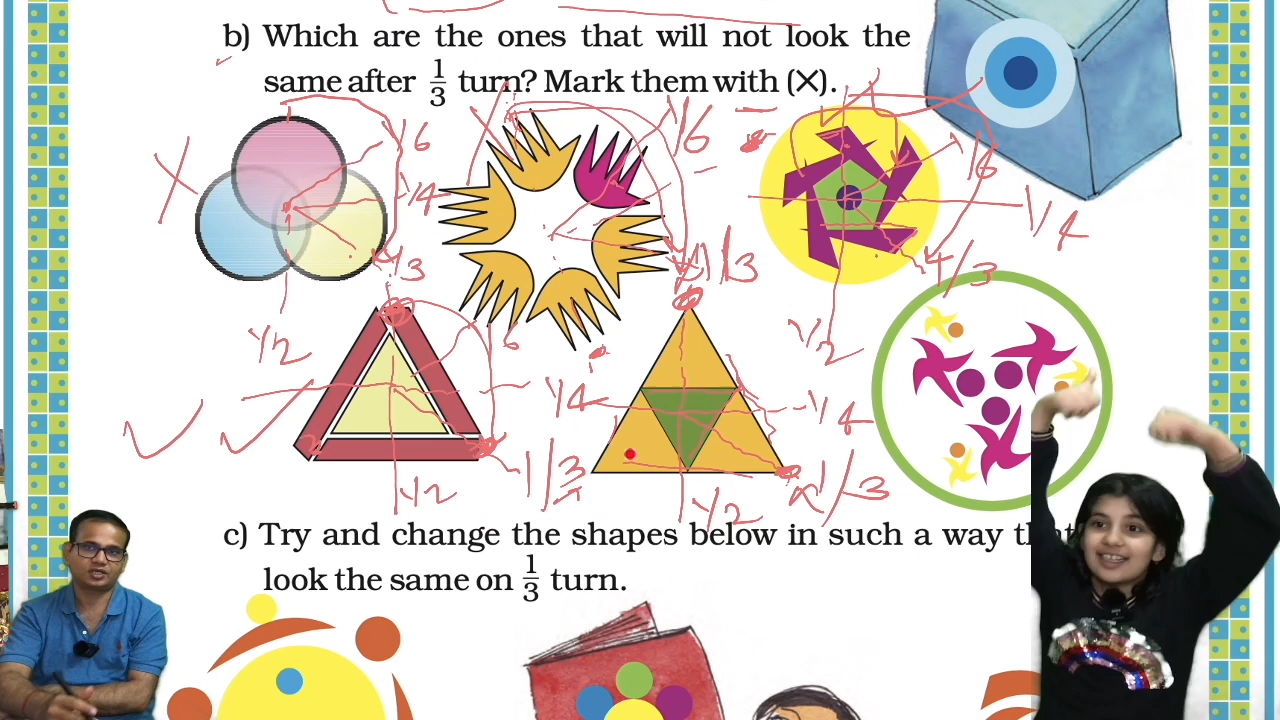 b) Which are the ones that will not look the
same after 1/3 turn? Mark them with (X).
X
1/6
1/4
1/3
1/2
X
1/6
1/3
1/6
1/4
1/3
1/2
6
1/4
1/3
1/2
1/4
1/3
1/2
c) Try and change the shapes below in such a way that
look the same on 1/3 turn.